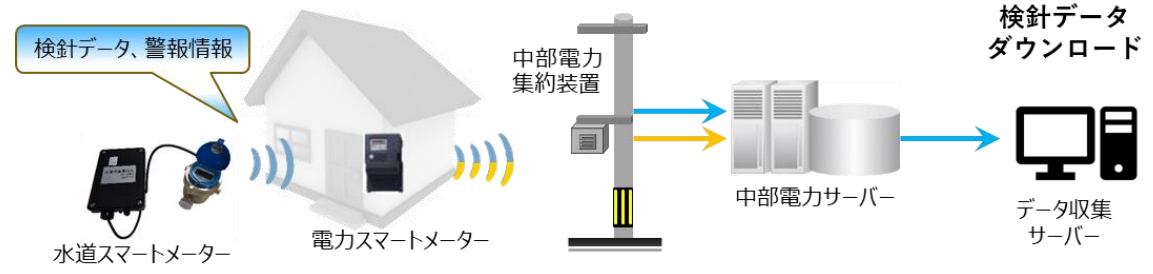 検針データ、警報情報
水道スマートメーター
電力スマートメーター
中部電力
集約装置
中部電力サーバー
検針データ
ダウンロード
データ収集
サーバー